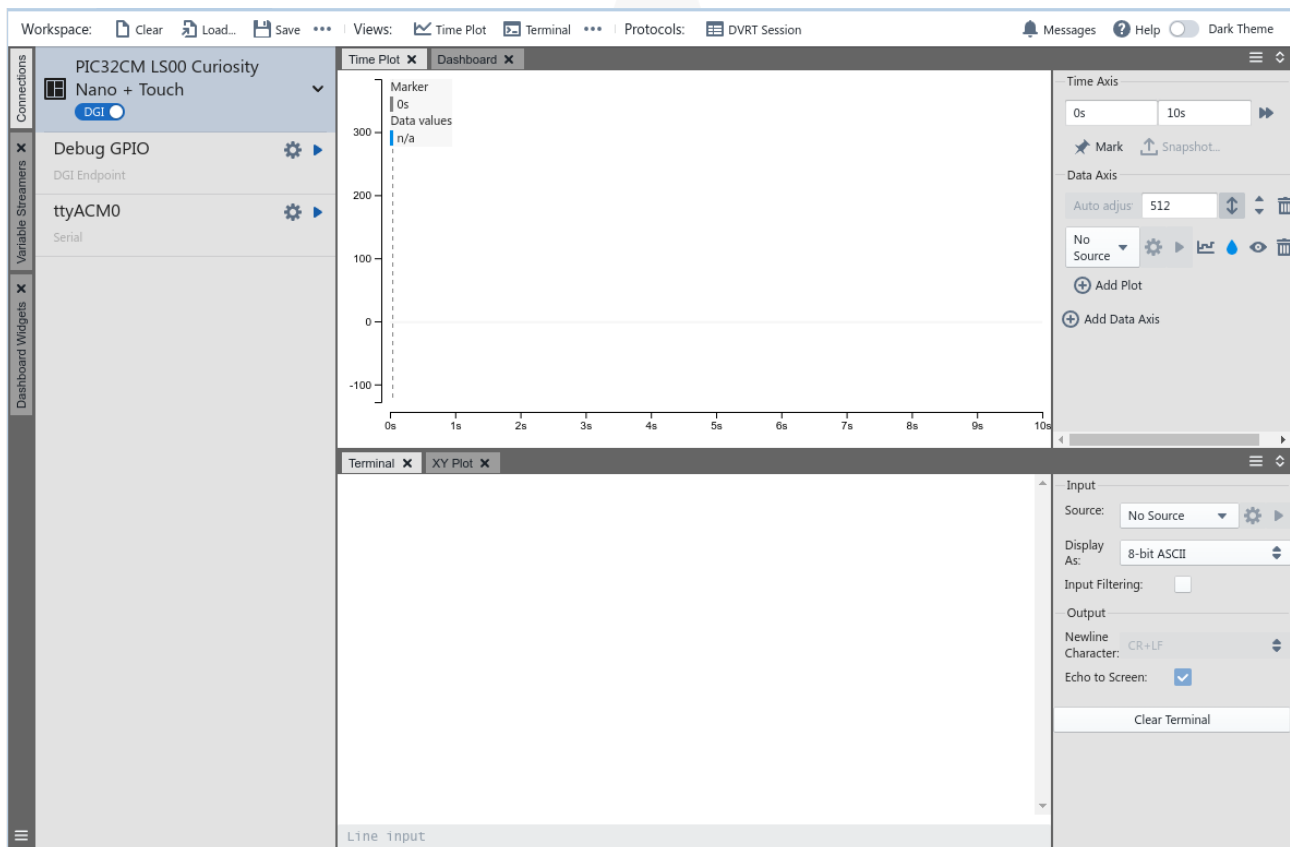 Workspace: Clear Load... Save ••• Views: Time Plot Terminal ••• Protocols: DVRT Session Messages Help Dark Theme
Connections
Variable Streamers
Dashboard Widgets
PIC32CM LS00 Curiosity
Nano + Touch
DGI
Debug GPIO
DGI Endpoint
ttyACM0
Serial
Time Plot Dashboard
Marker
0s
Data values
n/a
300
200
100
0
-100
0s 1s 2s 3s 4s 5s 6s 7s 8s 9s 10s
Time Axis
0s 10s
Mark Snapshot...
Data Axis
Auto adjus 512
No
Source
Add Plot
Add Data Axis
Terminal XY Plot
Line input
Input
Source: No Source
Display
As: 8-bit ASCII
Input Filtering:
Output
Newline
Character: CR+LF
Echo to Screen:
Clear Terminal